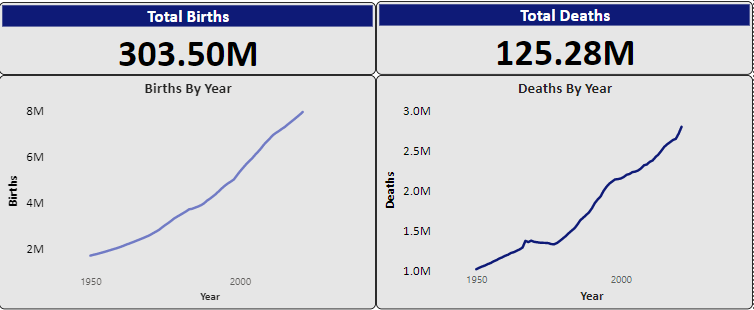 Total Births
303.50M
Births By Year
8M
6M
4M
2M
Births
1950
2000
Year
Total Deaths
125.28M
Deaths By Year
3.0M
2.5M
2.0M
1.5M
1.0M
Deaths
1950
2000
Year